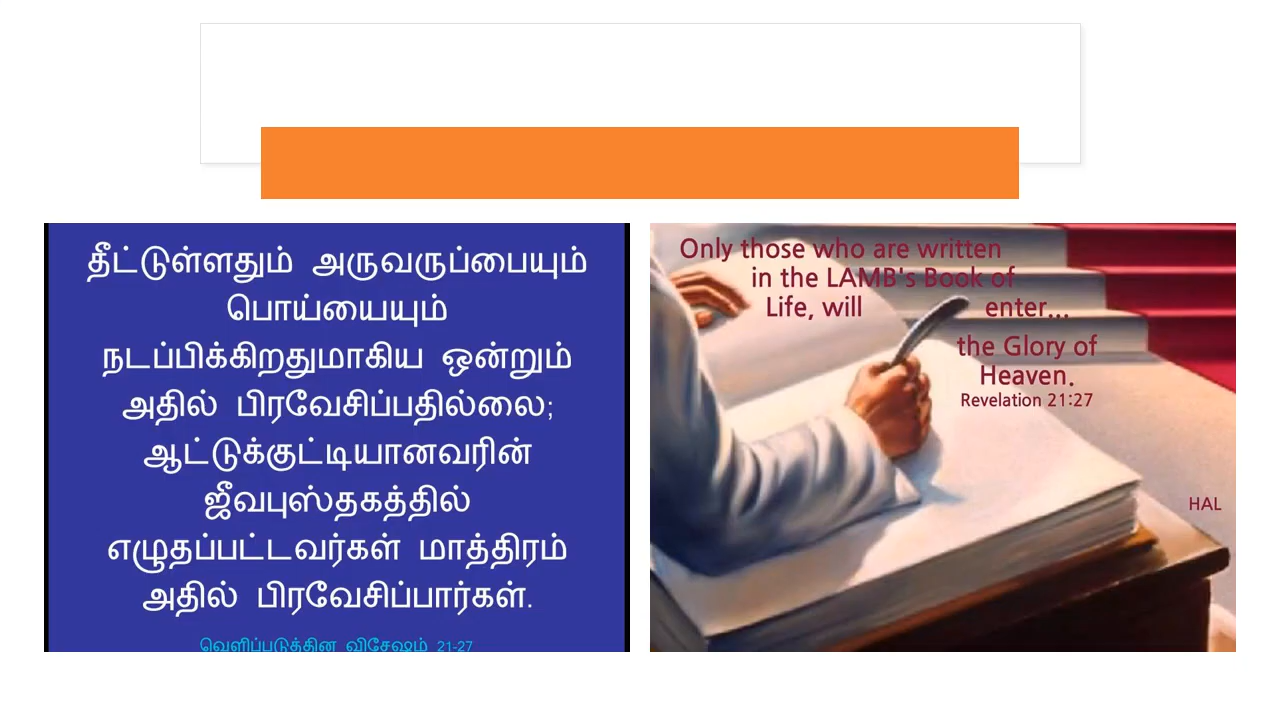 தீட்டுள்ளதும் அருவருப்பையும்
பொய்யையும்
நடப்பிக்கிறதுமாகிய ஒன்றும்
அதில் பிரவேசிப்பதில்லை;
ஆட்டுக்குட்டியானவரின்
ஜீவபுஸ்தகத்தில்
எழுதப்பட்டவர்கள் மாத்திரம்
அதில் பிரவேசிப்பார்கள்.
வெளிப்படுத்தின விசேஷம் 21-27
Only those who are written
in the LAMB's Book of
Life, will enter...
the Glory of
Heaven.
Revelation 21:27
HAL